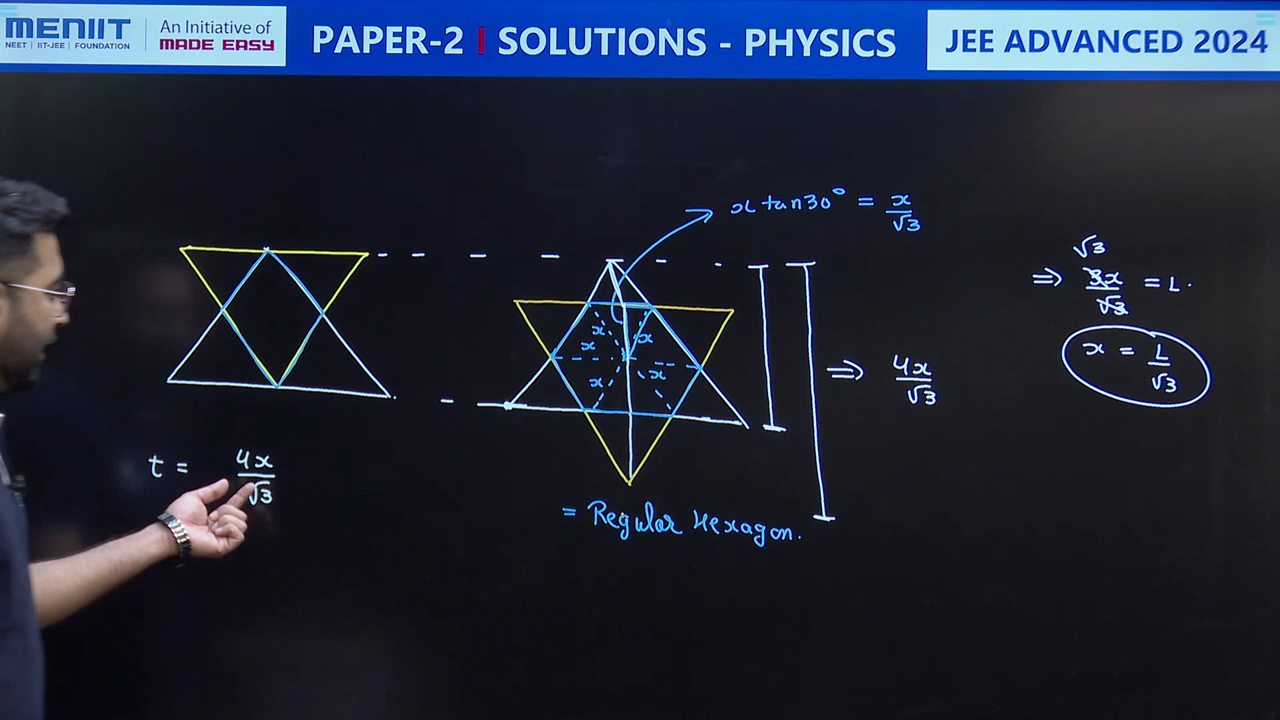 MENIIT
NEET | IIT-JEE | FOUNDATION
An Initiative of
MADE EASY
PAPER-2 | SOLUTIONS - PHYSICS
JEE ADVANCED 2024
x tan30° = x/√3
√3
⇒ 3x/√3 = L.
x = L/√3
⇒ 4x/√3
x
x
x
x
x
t = 4x/√3
= Regular Hexagon.